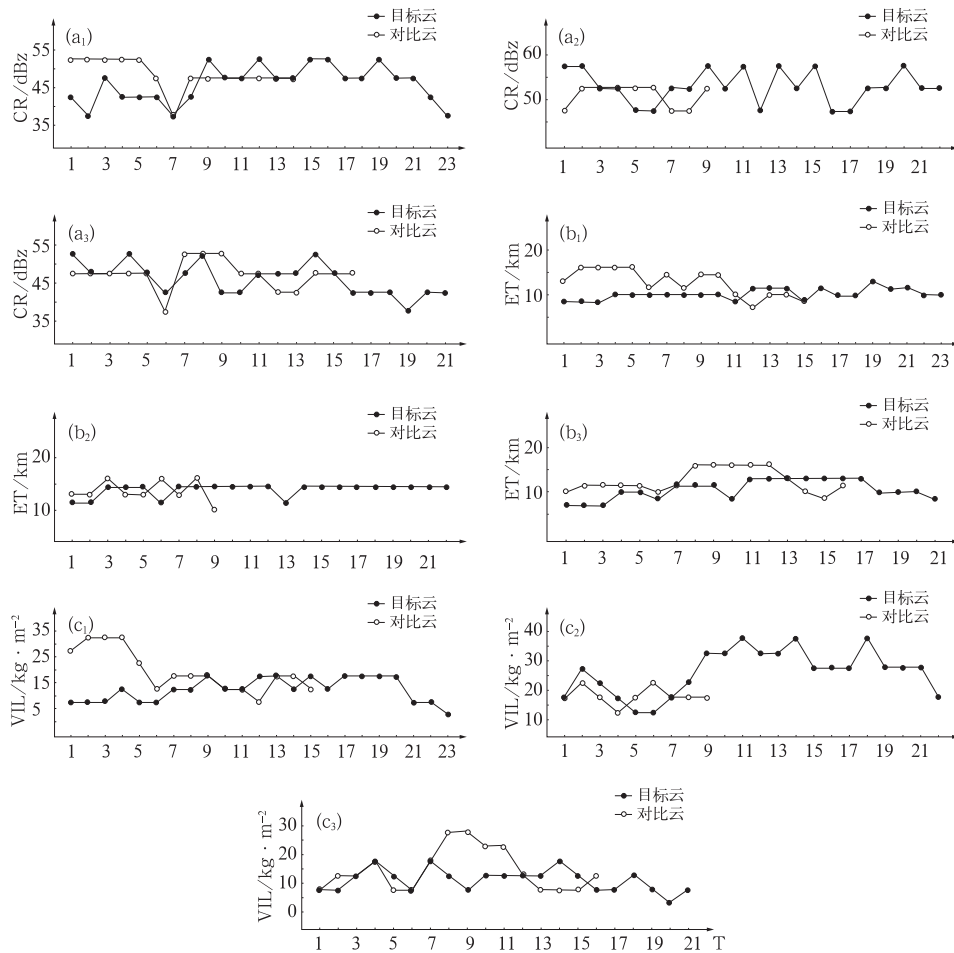 (a₁)
目标云
对比云
CR/dBz
55
45
35
1 3 5 7 9 11 13 15 17 19 21 23
(a₂)
目标云
对比云
CR/dBz
60
50
1 3 5 7 9 11 13 15 17 19 21
(a₃)
目标云
对比云
CR/dBz
55
45
35
1 3 5 7 9 11 13 15 17 19 21
(b₁)
目标云
对比云
ET/km
20
10
1 3 5 7 9 11 13 15 17 19 21 23
(b₂)
目标云
对比云
ET/km
20
10
1 3 5 7 9 11 13 15 17 19 21
(b₃)
目标云
对比云
ET/km
20
10
1 3 5 7 9 11 13 15 17 19 21
(c₁)
目标云
对比云
VIL/kg · m⁻²
35
25
15
5
1 3 5 7 9 11 13 15 17 19 21 23
(c₂)
目标云
对比云
VIL/kg · m⁻²
40
30
20
10
1 3 5 7 9 11 13 15 17 19 21
(c₃)
目标云
对比云
VIL/kg · m⁻²
30
20
10
0
1 3 5 7 9 11 13 15 17 19 21 T